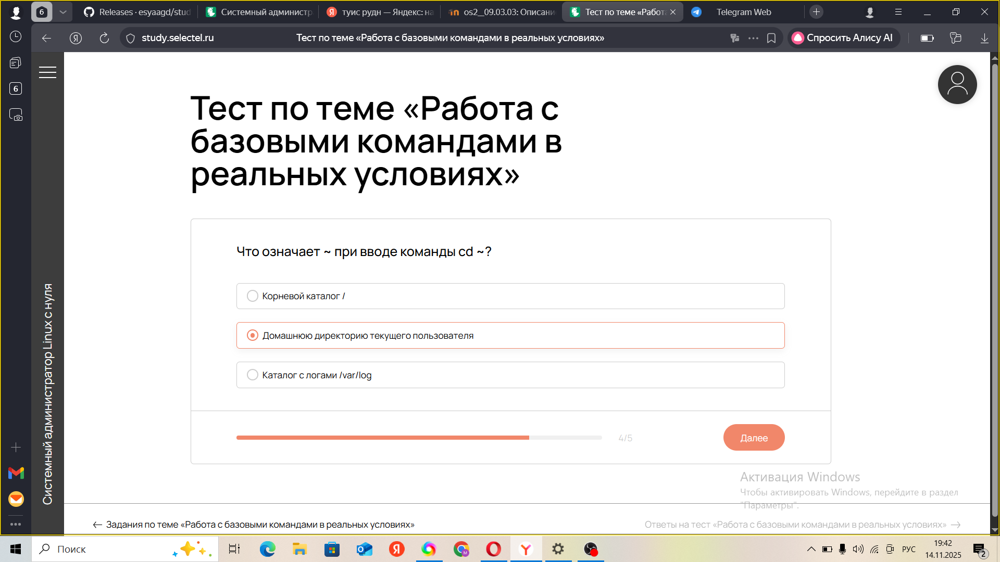 6
Releases · esyaagd/stud
Системный администр
туис рудн — Яндекс: на
os2__09.03.03: Описани
Тест по теме «Работа
Telegram Web
study.selectel.ru
Тест по теме «Работа с базовыми командами в реальных условиях»
Спросить Алису AI
6
Системный администратор Linux с нуля
Тест по теме «Работа с
базовыми командами в
реальных условиях»
Что означает ~ при вводе команды cd ~?
Корневой каталог /
Домашнюю директорию текущего пользователя
Каталог с логами /var/log
4/5
Далее
Активация Windows
Чтобы активировать Windows, перейдите в раздел
"Параметры".
← Задания по теме «Работа с базовыми командами в реальных условиях»
Ответы на тест «Работа с базовыми командами в реальных условиях» →
Поиск
РУС
19:42
14.11.2025
2